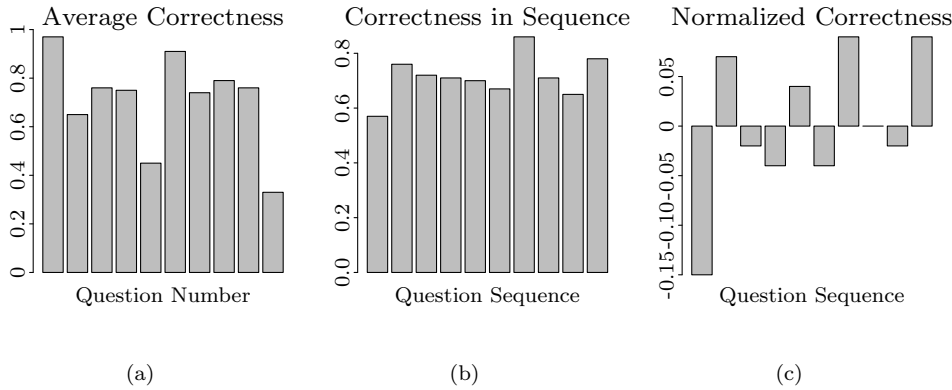 Average Correctness
1
0.8
0.6
0.4
0.2
0
Question Number
(a)
Correctness in Sequence
0.8
0.6
0.4
0.2
0.0
Question Sequence
(b)
Normalized Correctness
0.05
0
-0.05
-0.10
-0.15
Question Sequence
(c)